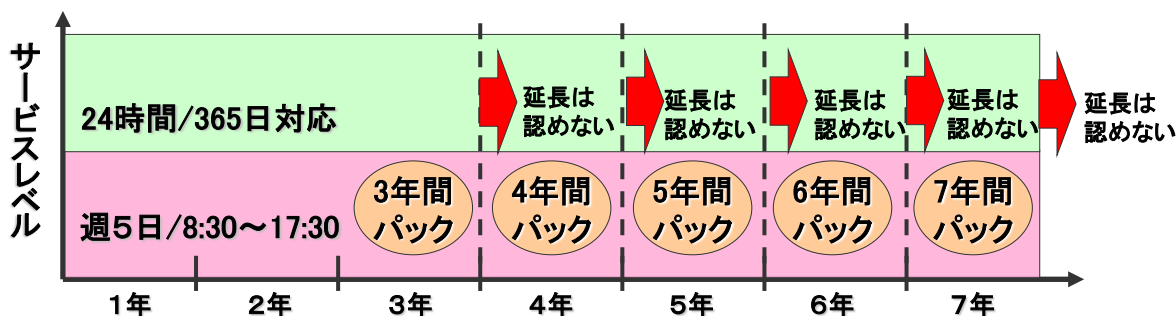 サービスレベル
24時間/365日対応
延長は
認めない
延長は
認めない
延長は
認めない
延長は
認めない
延長は
認めない
週５日/8:30～17:30
3年間
パック
4年間
パック
5年間
パック
6年間
パック
7年間
パック
１年
２年
３年
４年
５年
６年
７年